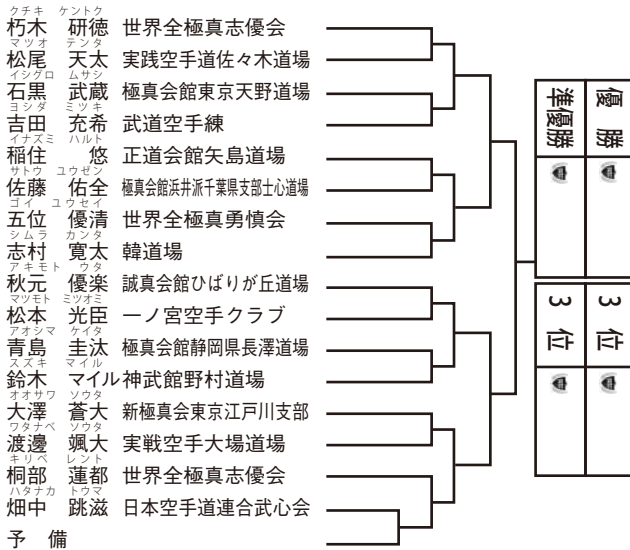 クチキ ケントク
朽木 研徳 世界全極真志優会
マツオ テンタ
松尾 天太 実践空手道佐々木道場
イシグロ ムサシ
石黒 武蔵 極真会館東京天野道場
ヨシダ ミツキ
吉田 充希 武道空手練
イナズミ ハルト
稲住 悠 正道会館矢島道場
サトウ ユウゼン
佐藤 佑全 極真会館浜井派千葉県支部士心道場
ゴイ ユウセイ
五位 優清 世界全極真勇慎会
シムラ カンタ
志村 寛太 韓道場
アキモト ウタ
秋元 優楽 誠真会館ひばりが丘道場
マツモト ミツオミ
松本 光臣 一ノ宮空手クラブ
アオシマ ケイタ
青島 圭汰 極真会館静岡県長澤道場
スズキ マイル
鈴木 マイル 神武館野村道場
オオサワ ソウタ
大澤 蒼大 新極真会東京江戸川支部
ワタナベ ソウタ
渡邊 颯大 実戦空手大場道場
キリベ レント
桐部 蓮都 世界全極真志優会
ハタナカ トウマ
畑中 跳滋 日本空手道連合武心会
予備
優勝
準優勝
3位
3位